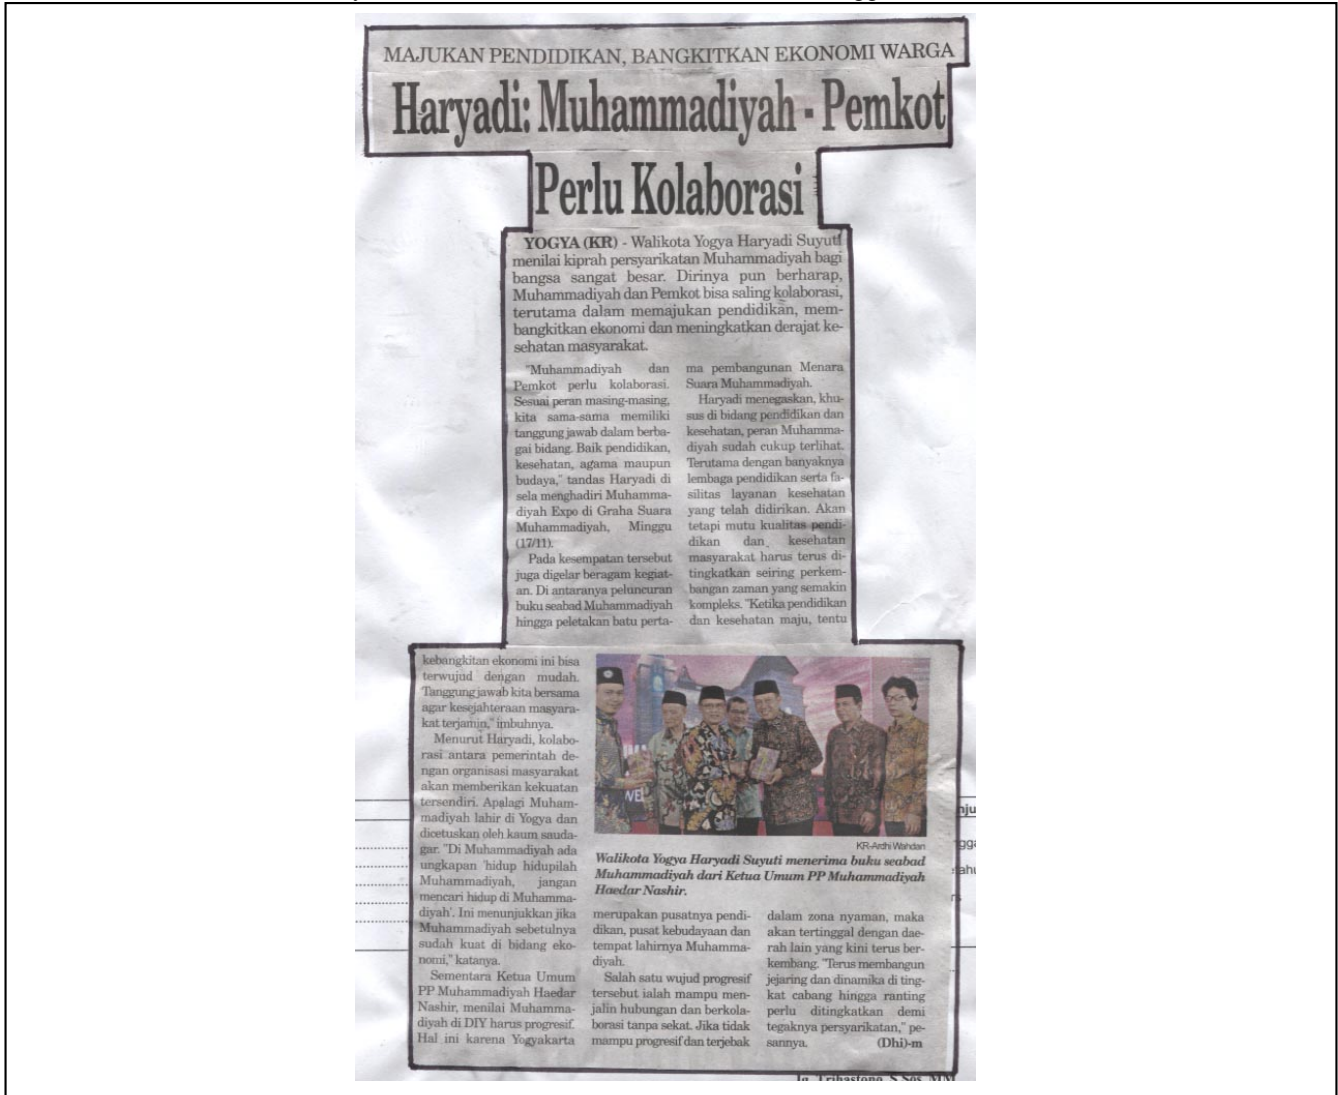 MAJUKAN PENDIDIKAN, BANGKITKAN EKONOMI WARGA
Haryadi: Muhammadiyah - Pemkot
Perlu Kolaborasi
YOGYA (KR) - Walikota Yogya Haryadi Suyuti
menilai kiprah persyarikatan Muhammadiyah bagi
bangsa sangat besar. Dirinya pun berharap,
Muhammadiyah dan Pemkot bisa saling kolaborasi,
terutama dalam memajukan pendidikan, mem-
bangkitkan ekonomi dan meningkatkan derajat ke-
sehatan masyarakat.
"Muhammadiyah dan
Pemkot perlu kolaborasi.
Sesuai peran masing-masing,
kita sama-sama memiliki
tanggung jawab dalam berba-
gai bidang. Baik pendidikan,
kesehatan, agama maupun
budaya," tandas Haryadi di
sela menghadiri Muhamma-
diyah Expo di Graha Suara
Muhammadiyah, Minggu
(17/11).
Pada kesempatan tersebut
juga digelar beragam kegiat-
an. Di antaranya peluncuran
buku seabad Muhammadiyah
hingga peletakan batu perta-
ma pembangunan Menara
Suara Muhammadiyah.
Haryadi menegaskan, khu-
sus di bidang pendidikan dan
kesehatan, peran Muhamma-
diyah sudah cukup terlihat.
Terutama dengan banyaknya
lembaga pendidikan serta fa-
silitas layanan kesehatan
yang telah didirikan. Akan
tetapi mutu kualitas pendi-
dikan dan kesehatan
masyarakat harus terus di-
tingkatkan seiring perkem-
bangan zaman yang semakin
kompleks. "Ketika pendidikan
dan kesehatan maju, tentu
kebangkitan ekonomi ini bisa
terwujud dengan mudah.
Tanggung jawab kita bersama
agar kesejahteraan masyara-
kat terjamin," imbuhnya.
Menurut Haryadi, kolabo-
rasi antara pemerintah de-
ngan organisasi masyarakat
akan memberikan kekuatan
tersendiri. Apalagi Muham-
madiyah lahir di Yogya dan
dicetuskan oleh kaum sauda-
gar. "Di Muhammadiyah ada
ungkapan 'hidup hidupilah
Muhammadiyah, jangan
mencari hidup di Muhamma-
diyah'. Ini menunjukkan jika
Muhammadiyah sebetulnya
sudah kuat di bidang eko-
nomi," katanya.
Sementara Ketua Umum
PP Muhammadiyah Haedar
Nashir, menilai Muhamma-
diyah di DIY harus progresif.
Hal ini karena Yogyakarta
KR-Ardhi Wahdan
Walikota Yogya Haryadi Suyuti menerima buku seabad
Muhammadiyah dari Ketua Umum PP Muhammadiyah
Haedar Nashir.
merupakan pusatnya pendi-
dikan, pusat kebudayaan dan
tempat lahirnya Muhamma-
diyah.
Salah satu wujud progresif
tersebut ialah mampu men-
jalin hubungan dan berkola-
borasi tanpa sekat. Jika tidak
mampu progresif dan terjebak
dalam zona nyaman, maka
akan tertinggal dengan dae-
rah lain yang kini terus ber-
kembang. "Terus membangun
jejaring dan dinamika di ting-
kat cabang hingga ranting
perlu ditingkatkan demi
tegaknya persyarikatan," pe-
sannya. (Dhi)-m